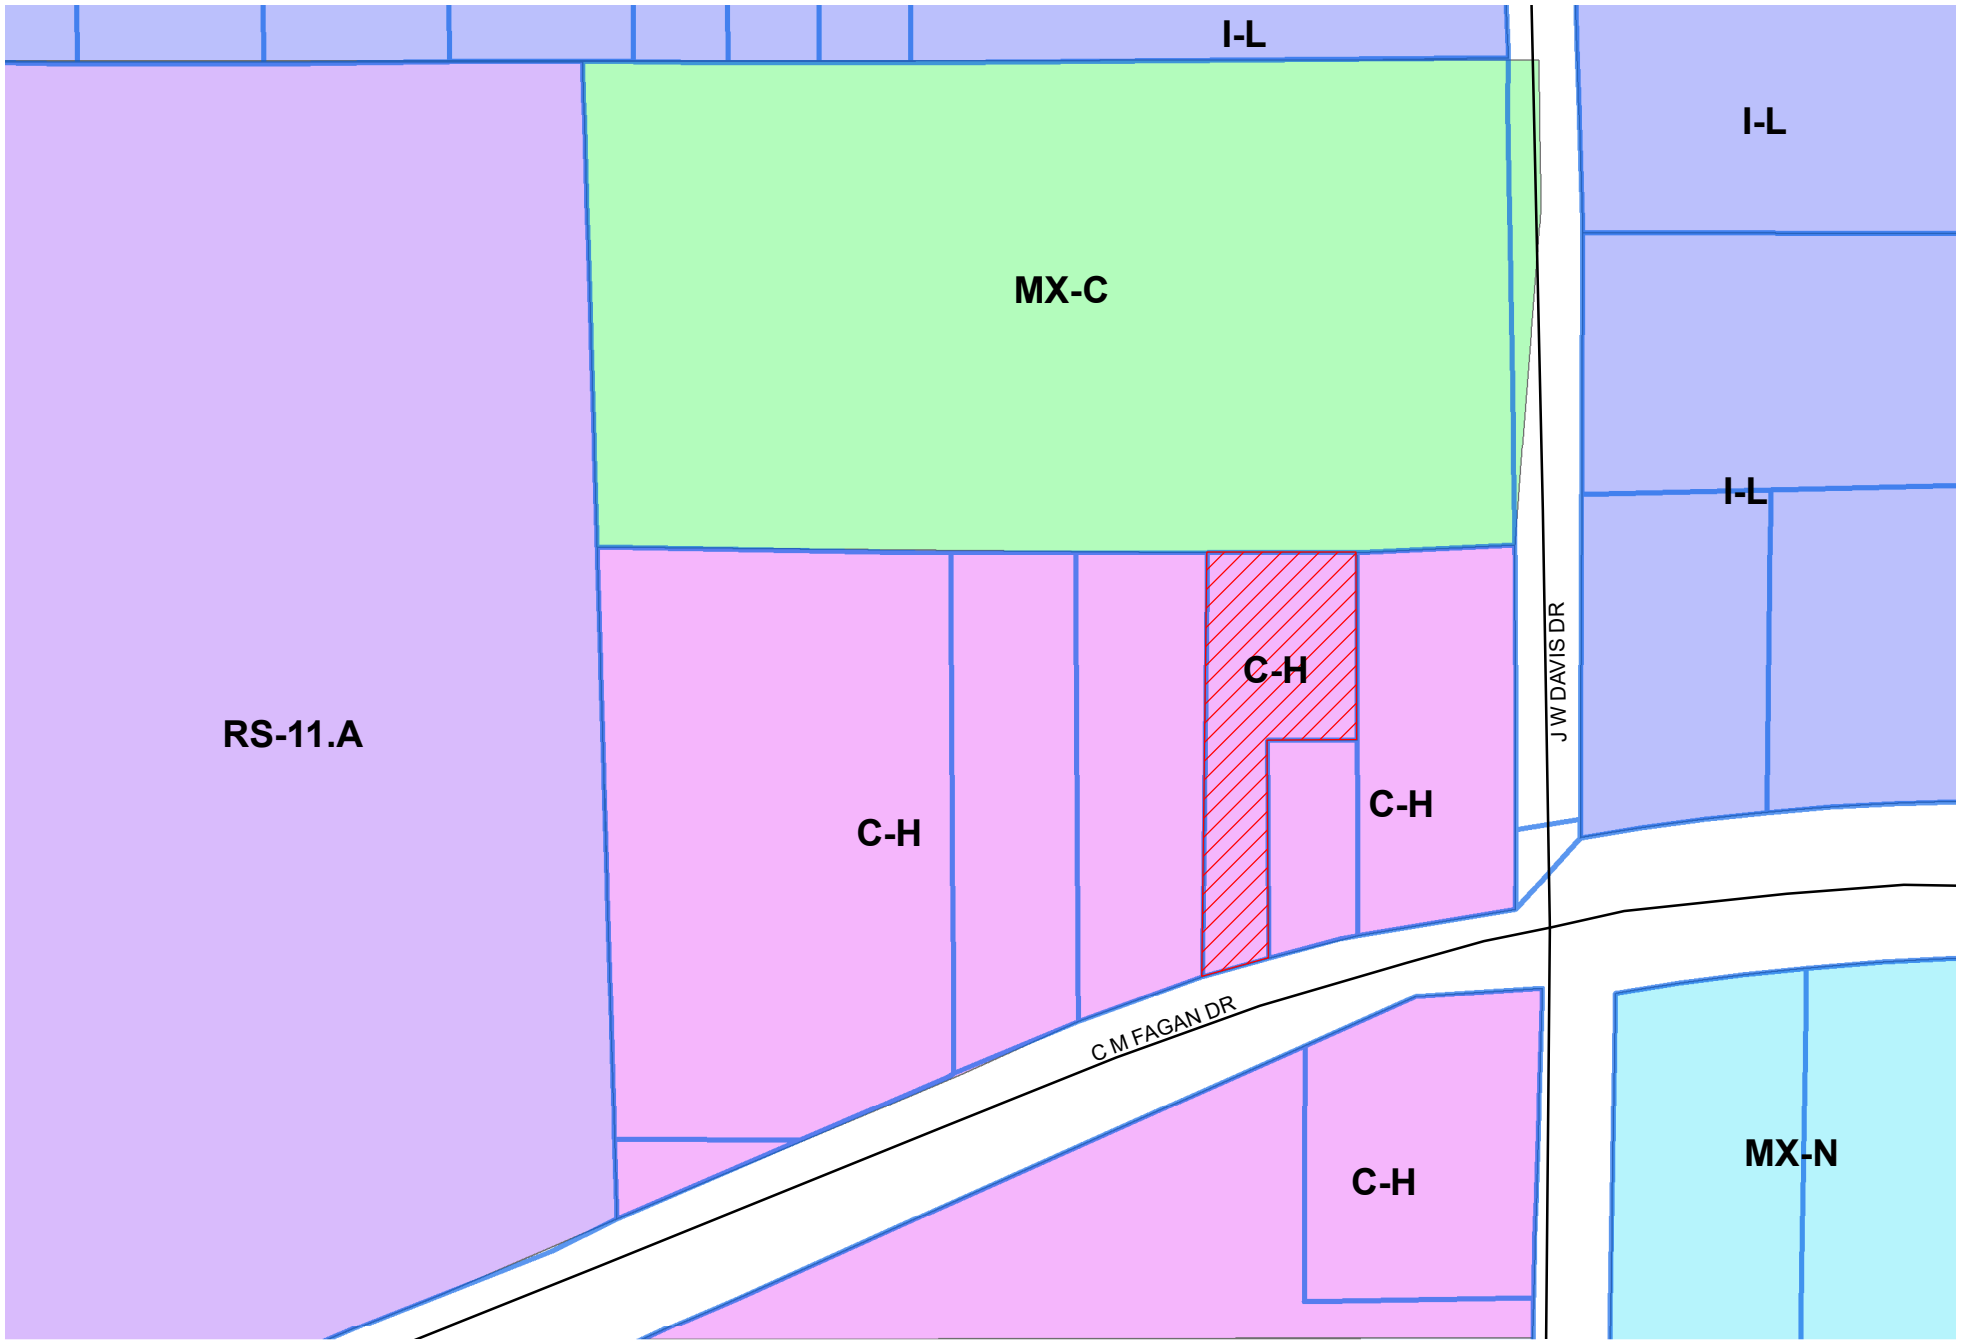 I-L
I-L
MX-C
I-L
J W DAVIS DR
C-H
RS-11.A
C-H
C-H
C M FAGAN DR
MX-N
C-H